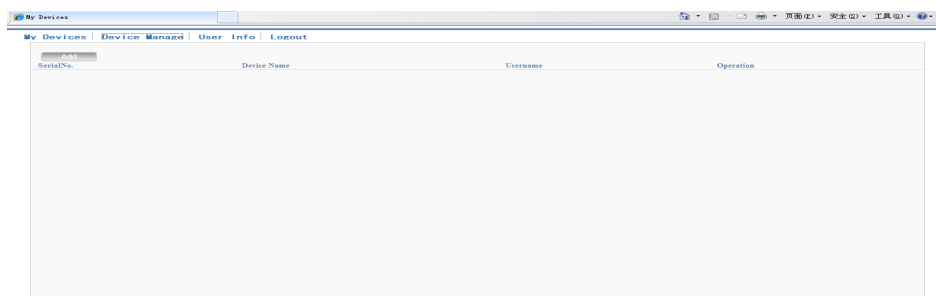 My Devices 页面(P) 安全(S) 工具(O)
My Devices Device Manage User Info Logout
Add
SerialNo. Device Name Username Operation